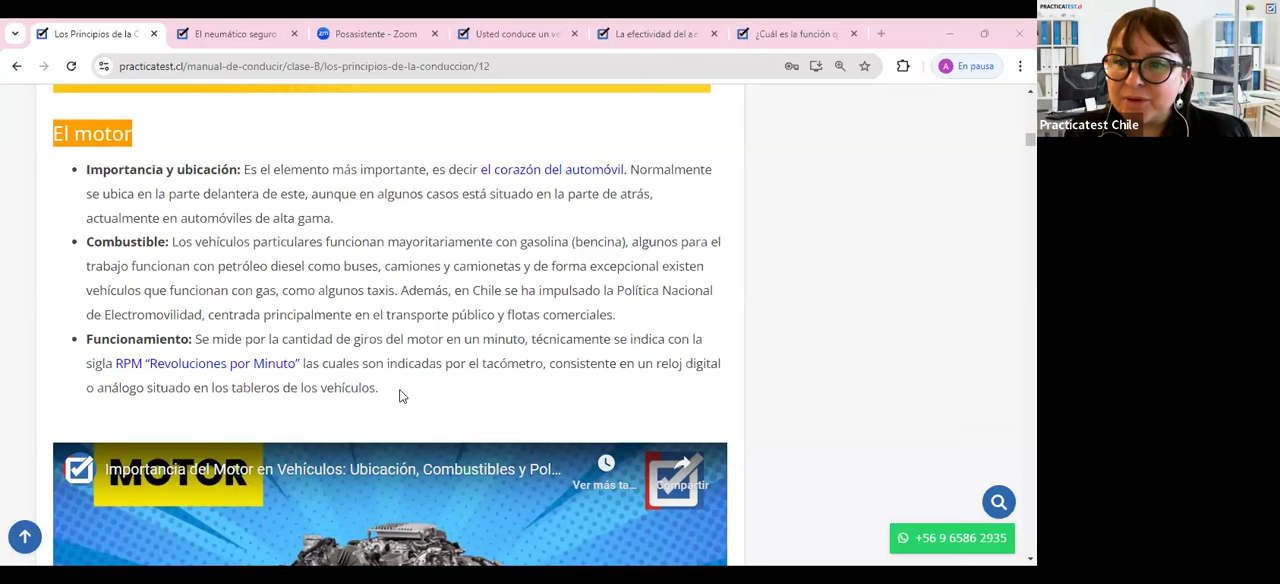 Los Principios de la C
El neumático seguro
zm Posasistente - Zoom
Usted conduce un ve
La efectividad del ai
¿Cuál es la función q
practicatest.cl/manual-de-conducir/clase-B/los-principios-de-la-conduccion/12
A En pausa
PRACTICATEST.cl
Practicatest Chile
El motor
• Importancia y ubicación: Es el elemento más importante, es decir el corazón del automóvil. Normalmente
se ubica en la parte delantera de este, aunque en algunos casos está situado en la parte de atrás,
actualmente en automóviles de alta gama.
• Combustible: Los vehículos particulares funcionan mayoritariamente con gasolina (bencina), algunos para el
trabajo funcionan con petróleo diesel como buses, camiones y camionetas y de forma excepcional existen
vehículos que funcionan con gas, como algunos taxis. Además, en Chile se ha impulsado la Política Nacional
de Electromovilidad, centrada principalmente en el transporte público y flotas comerciales.
• Funcionamiento: Se mide por la cantidad de giros del motor en un minuto, técnicamente se indica con la
sigla RPM “Revoluciones por Minuto” las cuales son indicadas por el tacómetro, consistente en un reloj digital
o análogo situado en los tableros de los vehículos.
MOTOR
Importancia del Motor en Vehículos: Ubicación, Combustibles y Pol...
Ver más ta...
Compartir
+56 9 6586 2935